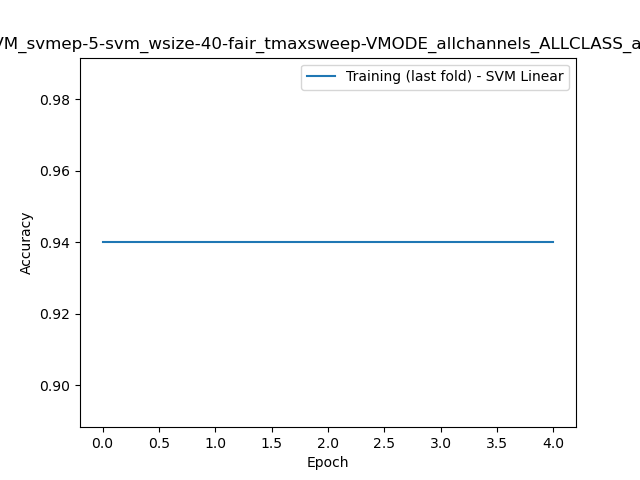 VM_svmep-5-svm_wsize-40-fair_tmaxsweep-VMODE_allchannels_ALLCLASS_a
Training (last fold) - SVM Linear
0.98
0.96
0.94
0.92
0.90
Accuracy
0.0 0.5 1.0 1.5 2.0 2.5 3.0 3.5 4.0
Epoch